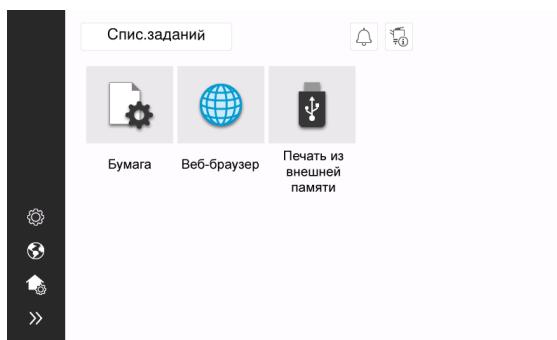 Спис.заданий
Бумага
Веб-браузер
Печать из
внешней
памяти